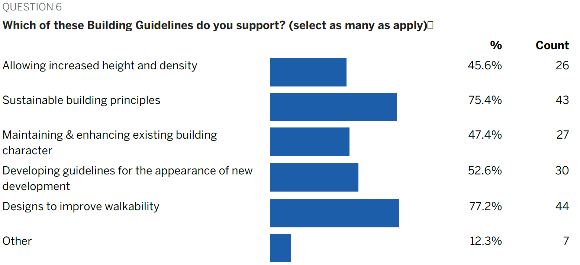 QUESTION 6
Which of these Building Guidelines do you support? (select as many as apply)
% Count
Allowing increased height and density 45.6% 26
Sustainable building principles 75.4% 43
Maintaining & enhancing existing building 47.4% 27
character
Developing guidelines for the appearance of new 52.6% 30
development
Designs to improve walkability 77.2% 44
Other 12.3% 7